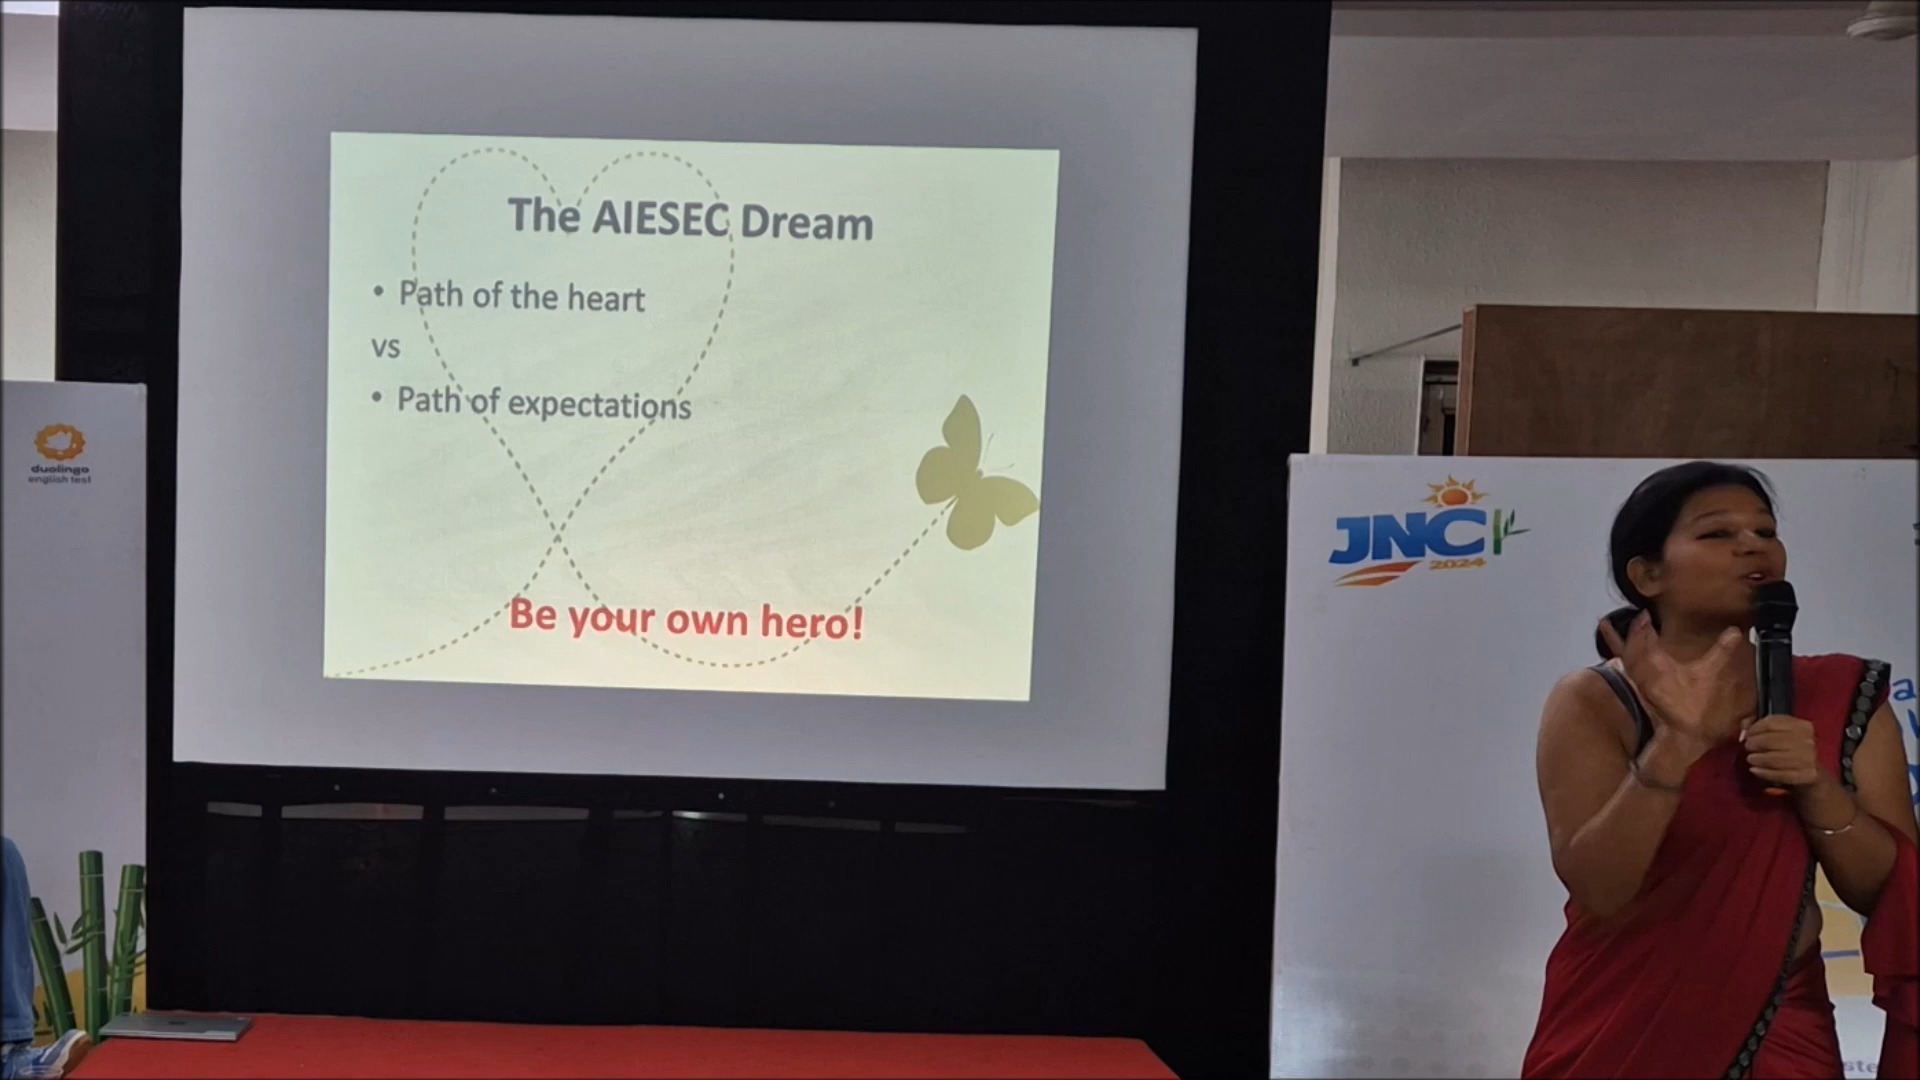 The AIESEC Dream
• Path of the heart
vs
• Path of expectations
Be your own hero!
duolingo
english test
JNC
2024